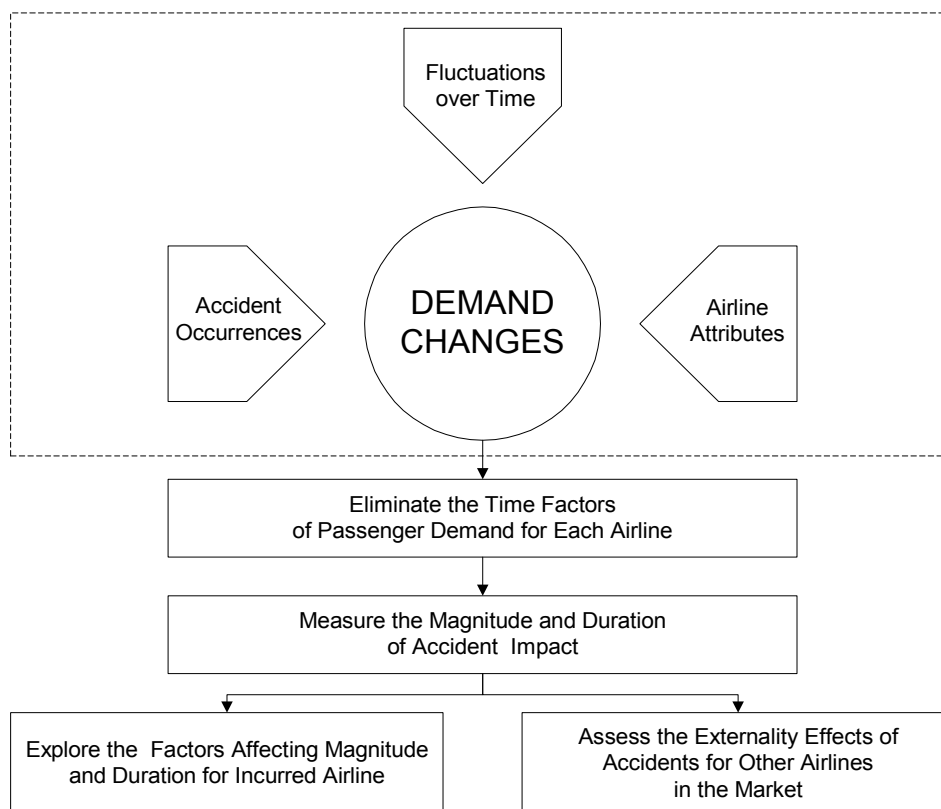 Fluctuations
over Time
Accident
Occurrences
DEMAND
CHANGES
Airline
Attributes
Eliminate the Time Factors
of Passenger Demand for Each Airline
Measure the Magnitude and Duration
of Accident Impact
Explore the Factors Affecting Magnitude
and Duration for Incurred Airline
Assess the Externality Effects of
Accidents for Other Airlines
in the Market